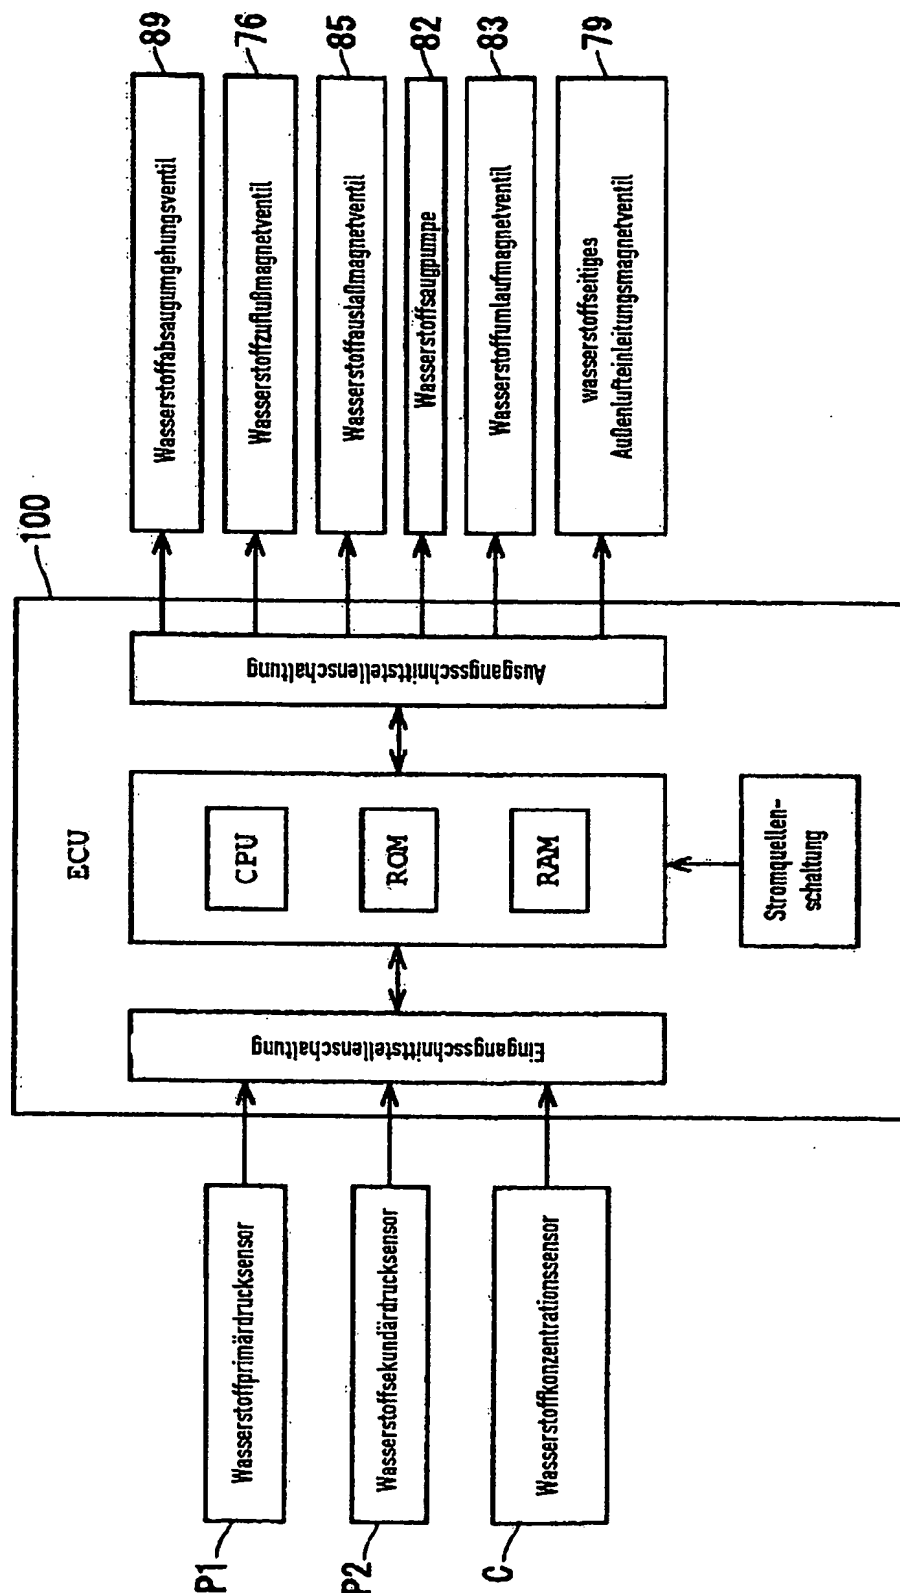 100
ECU
P1
Wasserstoffprimärdrucksensor
P2
Wasserstoffsekundärdrucksensor
C
Wasserstoffkonzentrationssensor
Eingangsschnittstellenschaltung
CPU
ROM
RAM
Stromquellen-
schaltung
Ausgangsschnittstellenschaltung
Wasserstoffabsaugumgehungsventil
89
Wasserstoffzuflußmagnetventil
76
Wasserstoffauslaßmagnetventil
85
Wasserstoffsaugpumpe
82
Wasserstoffumlaufmagnetventil
83
wasserstoffseitiges
Außenlufteinleitungsmagnetventil
79